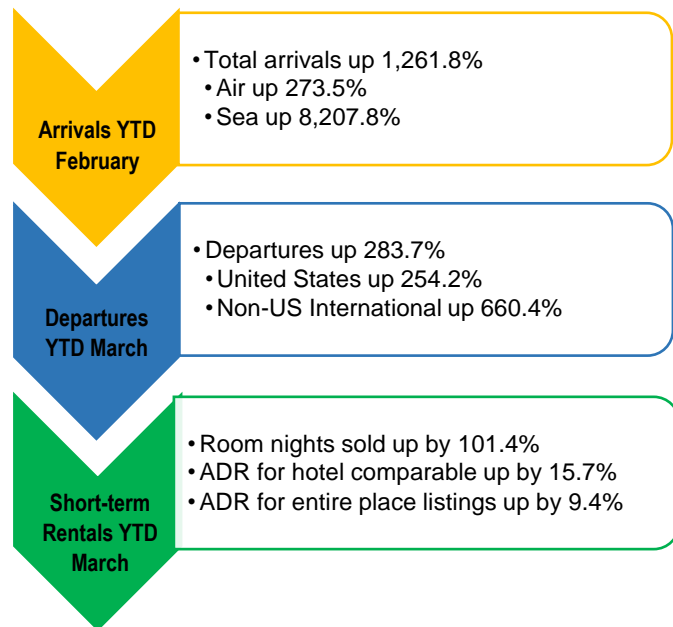 Arrivals YTD
February
• Total arrivals up 1,261.8%
• Air up 273.5%
• Sea up 8,207.8%
Departures
YTD March
• Departures up 283.7%
• United States up 254.2%
• Non-US International up 660.4%
Short-term
Rentals YTD
March
• Room nights sold up by 101.4%
• ADR for hotel comparable up by 15.7%
• ADR for entire place listings up by 9.4%